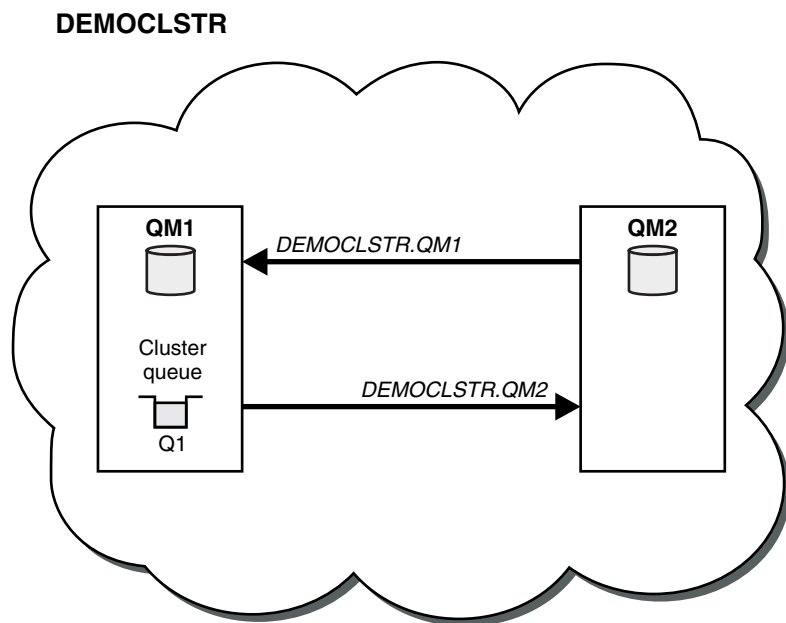 DEMOCLSTR
QM1
QM2
DEMOCLSTR.QM1
Cluster
queue
DEMOCLSTR.QM2
Q1